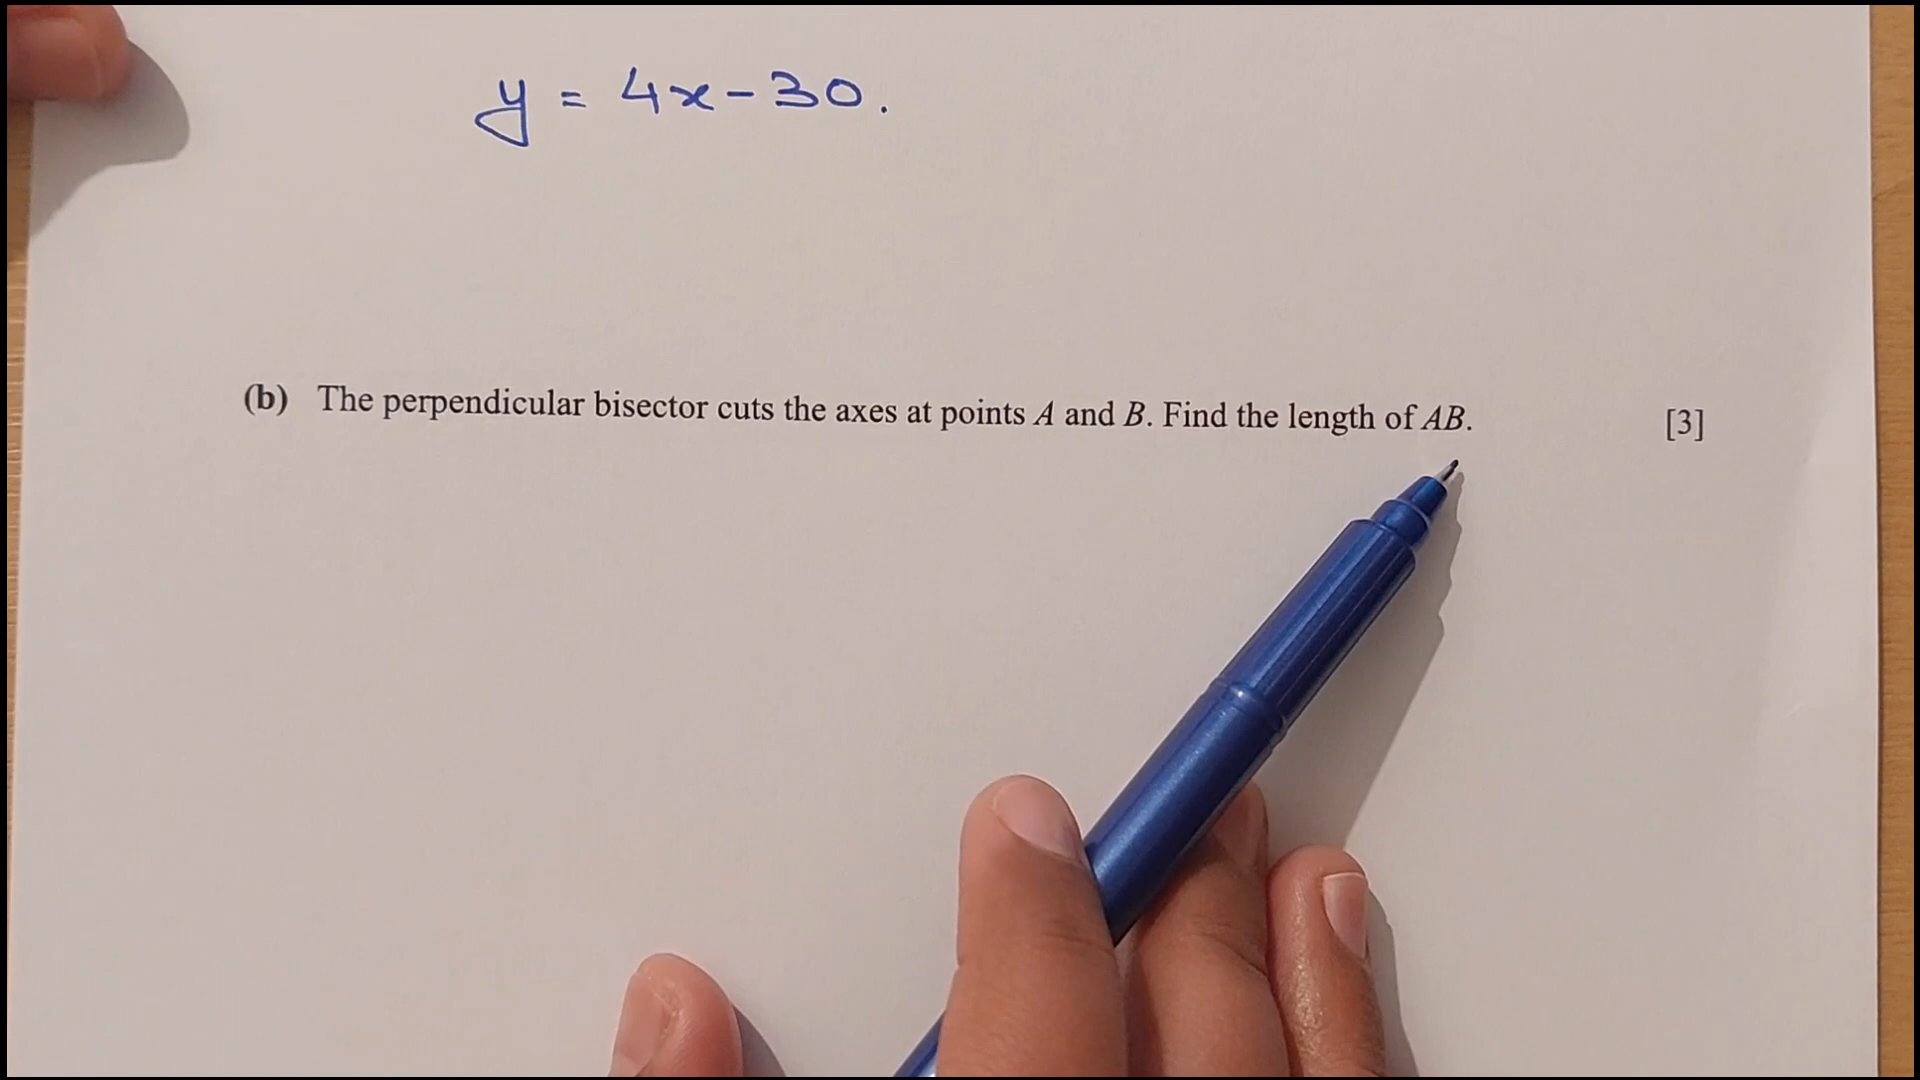 y = 4x - 30.
(b) The perpendicular bisector cuts the axes at points A and B. Find the length of AB. [3]